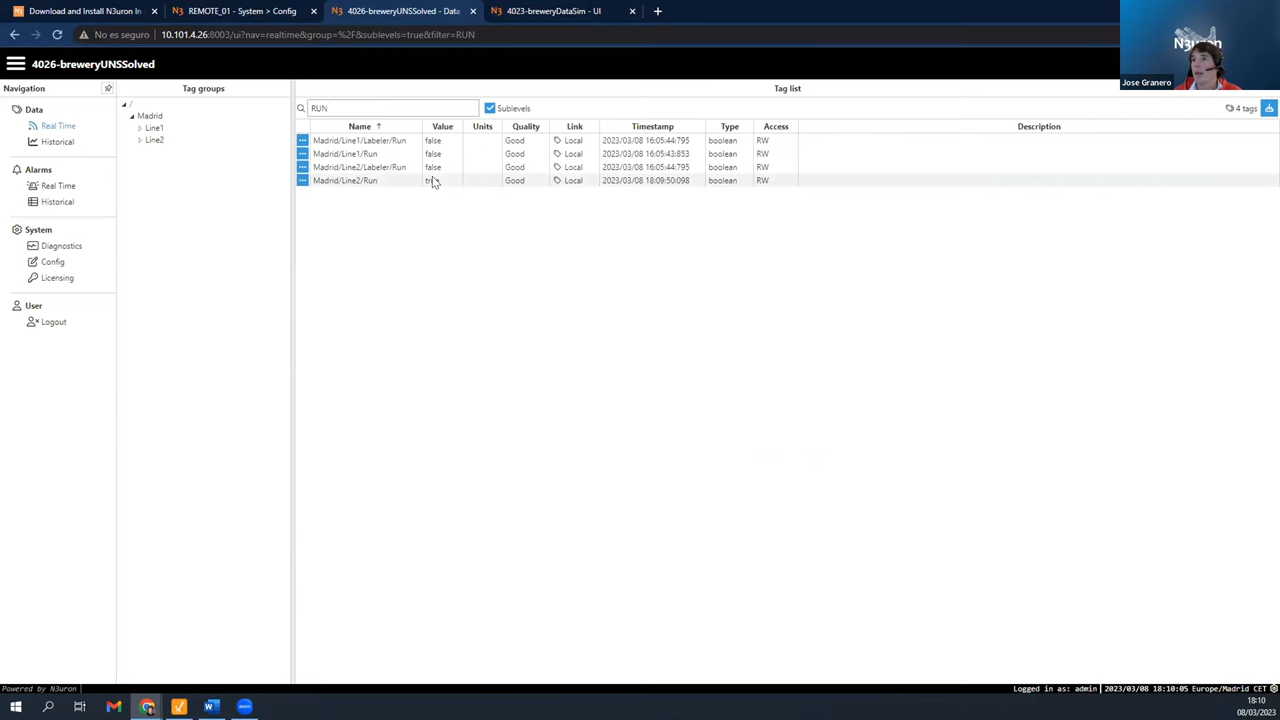 Download and Install N3uron In
REMOTE_01 - System > Config
4026-breweryUNSSolved - Data
4023-breweryDataSim - UI
No es seguro
10.101.4.26:8003/ui?nav=realtime&group=%2F&sublevels=true&filter=RUN
4026-breweryUNSSolved
Jose Granero
Navigation
Tag groups
Tag list
Data
Real Time
Historical
Alarms
Real Time
Historical
System
Diagnostics
Config
Licensing
User
Logout
/
Madrid
Line1
Line2
RUN
Sublevels
4 tags
Name Value Units Quality Link Timestamp Type Access Description
Madrid/Line1/Labeler/Run false Good Local 2023/03/08 16:05:44:795 boolean RW
Madrid/Line1/Run false Good Local 2023/03/08 16:05:43:853 boolean RW
Madrid/Line2/Labeler/Run false Good Local 2023/03/08 16:05:44:795 boolean RW
Madrid/Line2/Run true Good Local 2023/03/08 18:09:50:098 boolean RW
Powered by N3uron
Logged in as: admin
2023/03/08 18:10:05 Europe/Madrid CET
18:10
08/03/2023